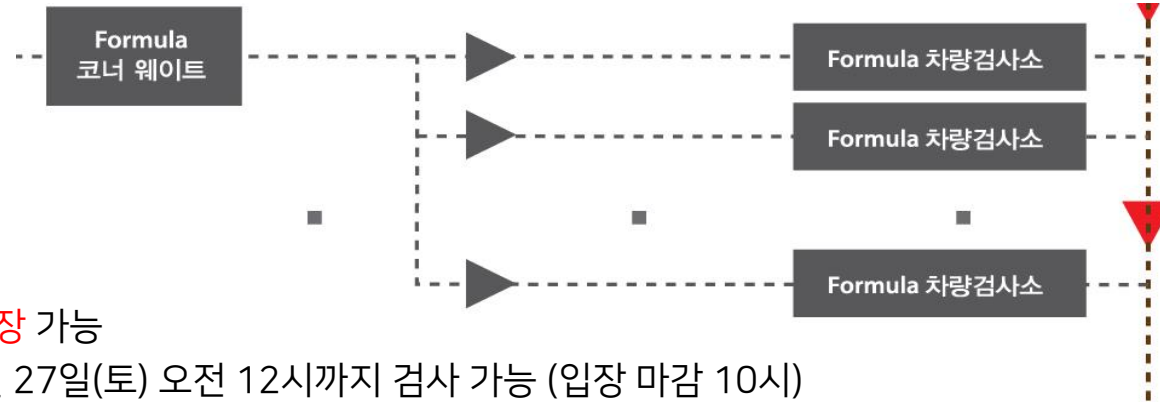 Formula
코너 웨이트
Formula 차량검사소
Formula 차량검사소
Formula 차량검사소
장 가능
27일(토) 오전 12시까지 검사 가능 (입장 마감 10시)